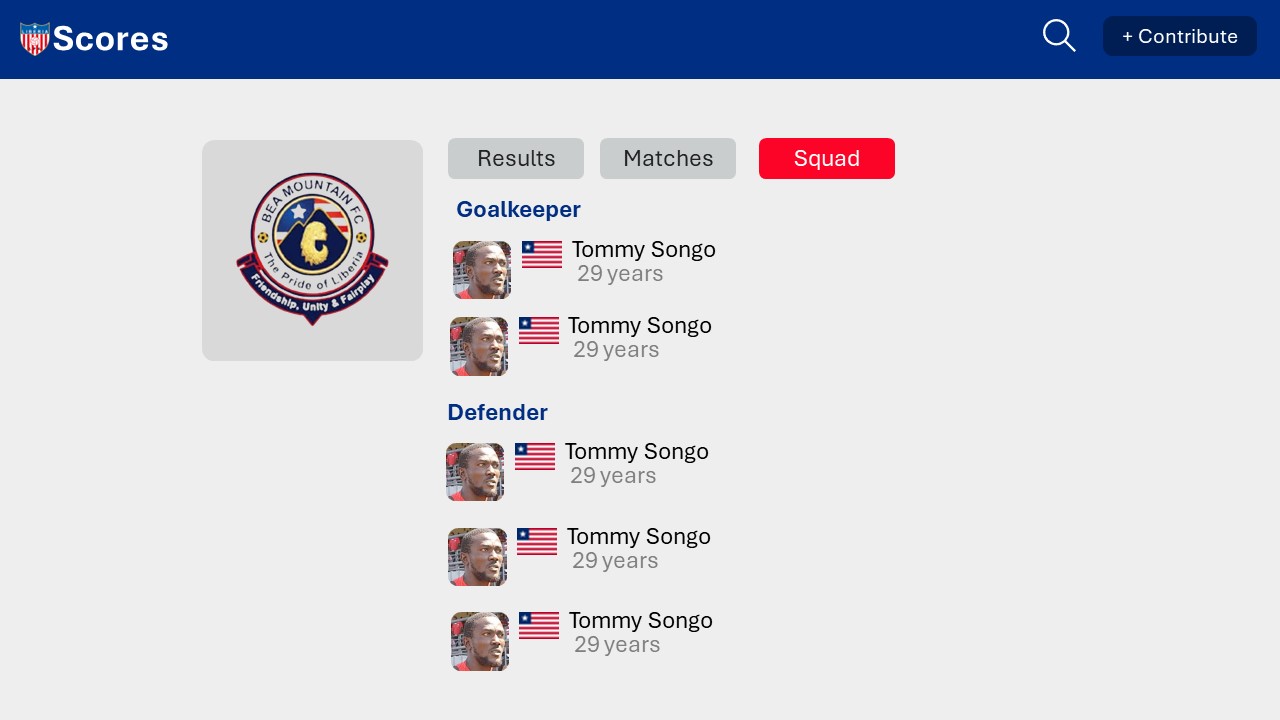 LIBERIA
Scores
+ Contribute
BEA MOUNTAIN FC
The Pride of Liberia
Friendship, Unity & Fairplay
Results
Matches
Squad
Goalkeeper
Tommy Songo
29 years
Tommy Songo
29 years
Defender
Tommy Songo
29 years
Tommy Songo
29 years
Tommy Songo
29 years